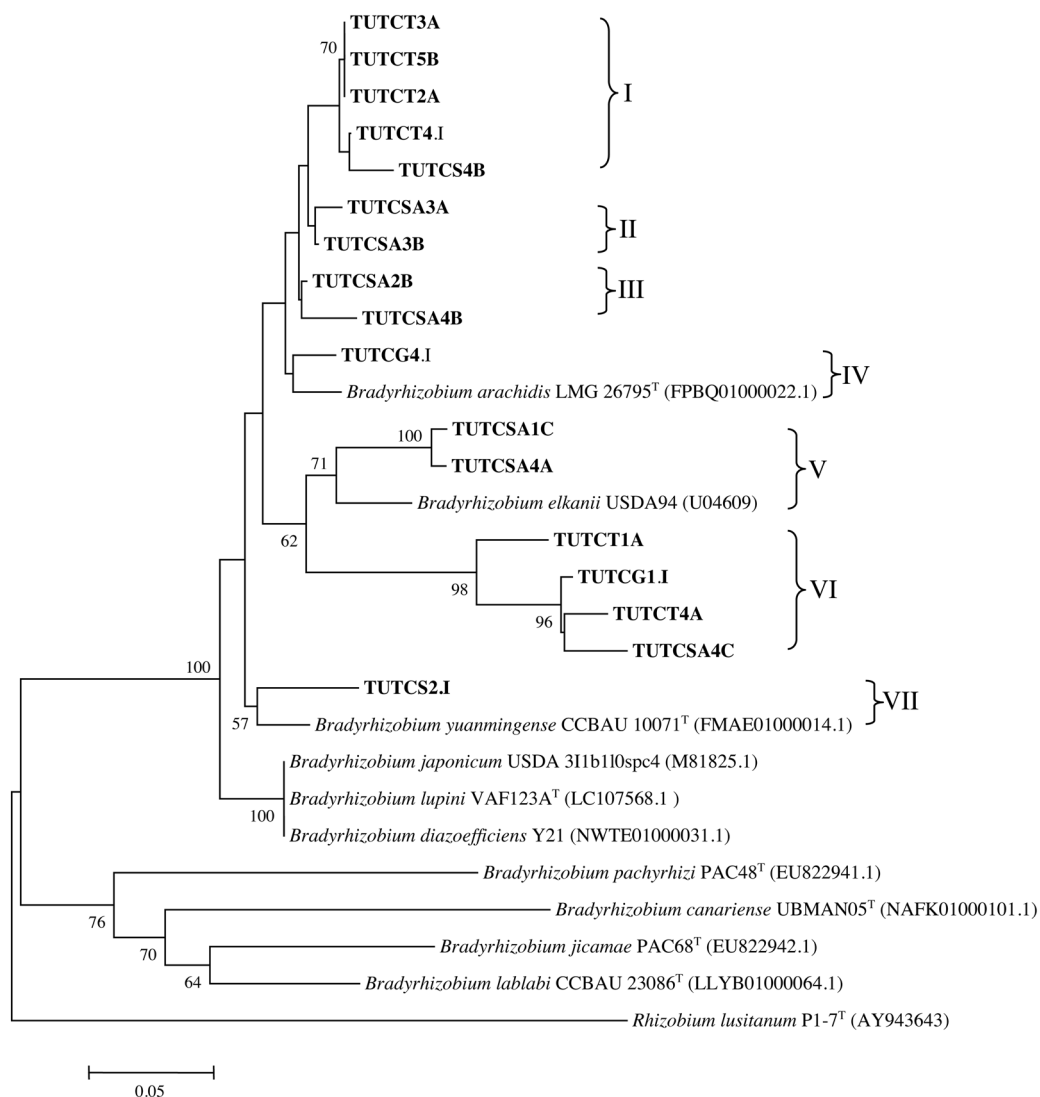 TUTCT3A
70
TUTCT5B
TUTCT2A
I
TUTCT4.I
TUTCS4B
TUTCSA3A
II
TUTCSA3B
TUTCSA2B
III
TUTCSA4B
TUTCG4.I
IV
Bradyrhizobium arachidis LMG 26795ᵀ (FPBQ01000022.1)
TUTCSA1C
100
71
TUTCSA4A
V
Bradyrhizobium elkanii USDA94 (U04609)
62
TUTCT1A
TUTCG1.I
98
VI
TUTCT4A
96
TUTCSA4C
100
TUTCS2.I
VII
57
Bradyrhizobium yuanmingense CCBAU 10071ᵀ (FMAE01000014.1)
Bradyrhizobium japonicum USDA 3I1b1l0spc4 (M81825.1)
Bradyrhizobium lupini VAF123Aᵀ (LC107568.1 )
100
Bradyrhizobium diazoefficiens Y21 (NWTE01000031.1)
Bradyrhizobium pachyrhizi PAC48ᵀ (EU822941.1)
76
Bradyrhizobium canariense UBMAN05ᵀ (NAFK01000101.1)
70
Bradyrhizobium jicamae PAC68ᵀ (EU822942.1)
64
Bradyrhizobium lablabi CCBAU 23086ᵀ (LLYB01000064.1)
Rhizobium lusitanum P1-7ᵀ (AY943643)
0.05